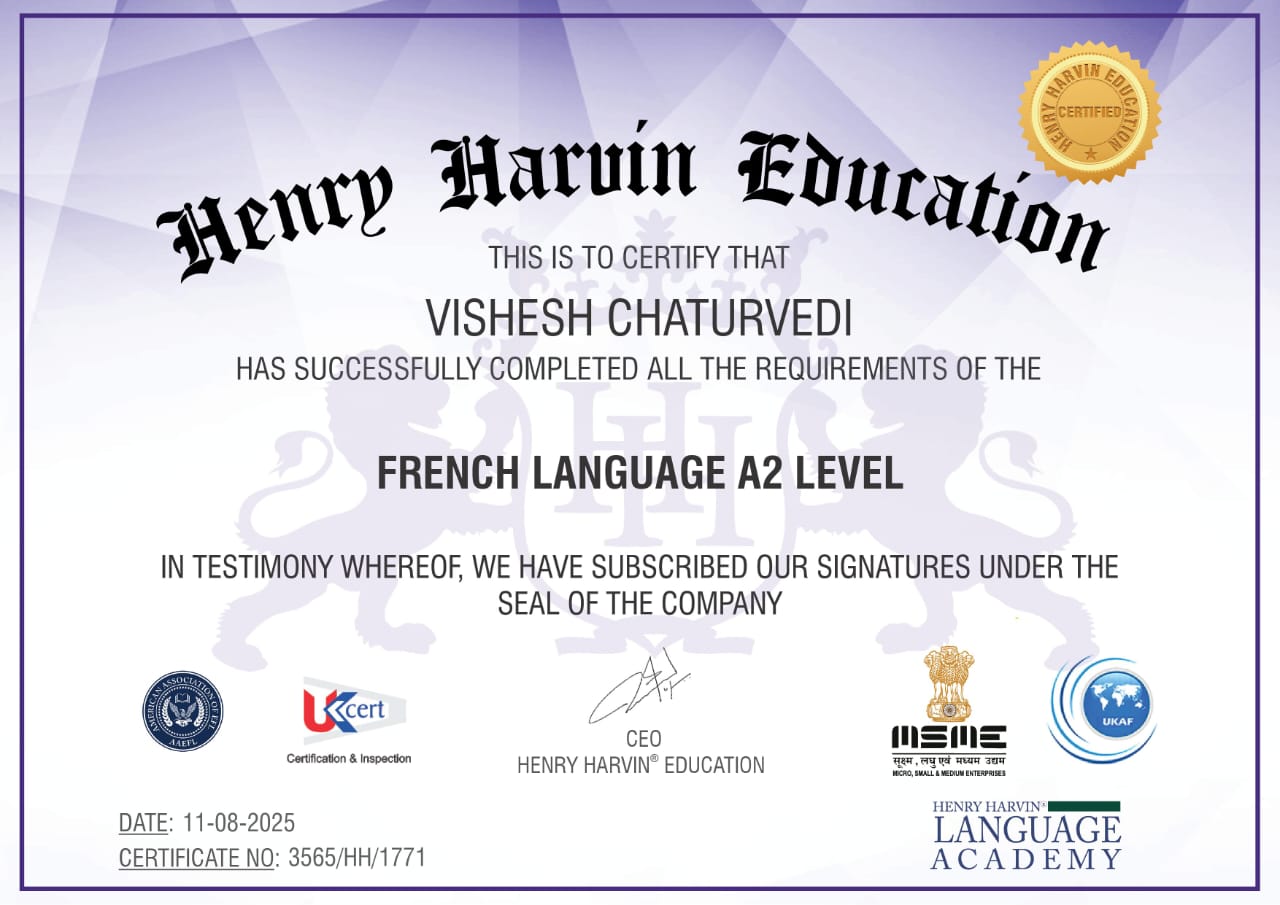 HENRY HARVIN EDUCATION
CERTIFIED
Henry Harvin Education
THIS IS TO CERTIFY THAT
VISHESH CHATURVEDI
HAS SUCCESSFULLY COMPLETED ALL THE REQUIREMENTS OF THE
HH
FRENCH LANGUAGE A2 LEVEL
IN TESTIMONY WHEREOF, WE HAVE SUBSCRIBED OUR SIGNATURES UNDER THE
SEAL OF THE COMPANY
AMERICAN ASSOCIATION OF EFL
AAEFL
UKcert
Certification & Inspection
CEO
HENRY HARVIN® EDUCATION
MSME
सूक्ष्म, लघु एवं मध्यम उद्यम
MICRO, SMALL & MEDIUM ENTERPRISES
UKAF
DATE: 11-08-2025
CERTIFICATE NO: 3565/HH/1771
HENRY HARVIN®
LANGUAGE
ACADEMY